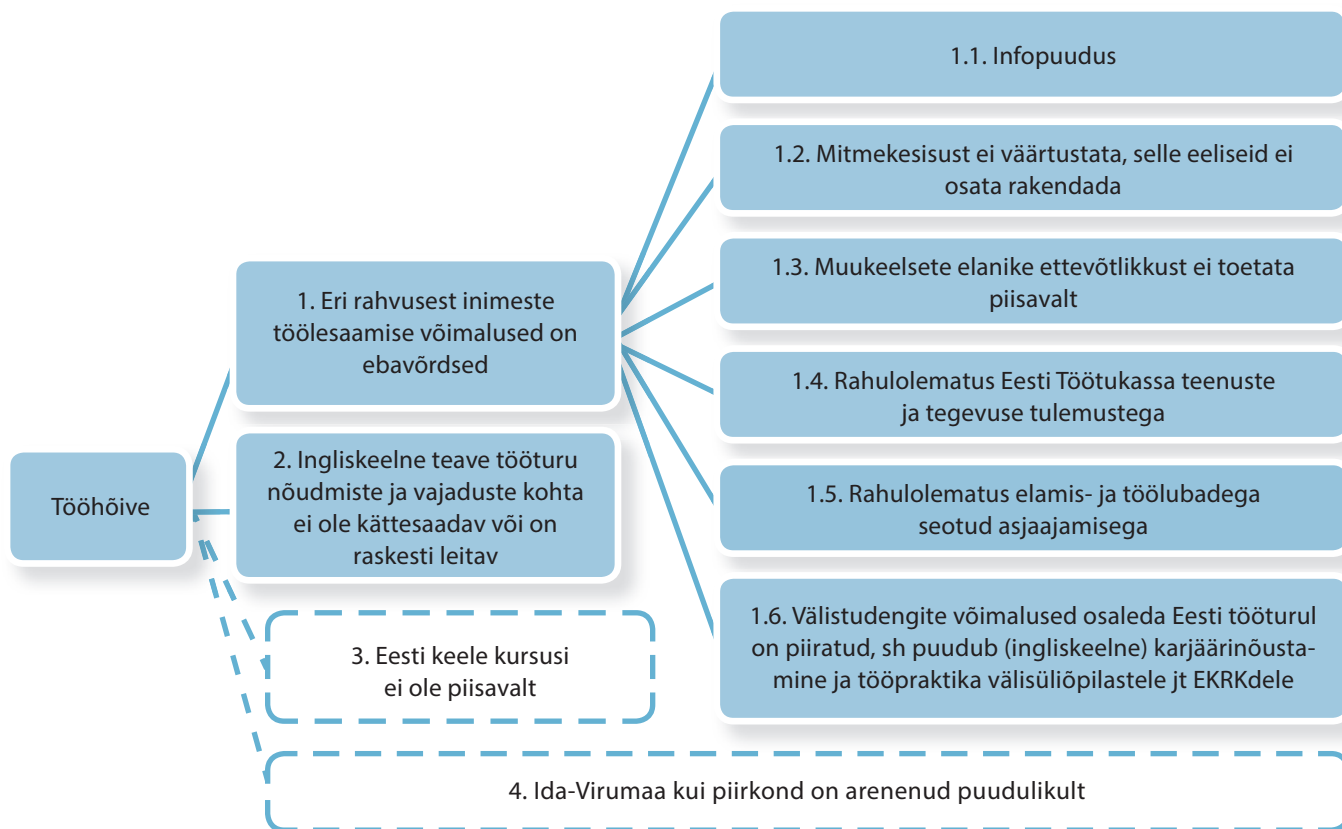 Tööhõive
1. Eri rahvusest inimeste
töölesaamise võimalused on
ebavõrdsed
1.1. Infopuudus
1.2. Mitmekesisust ei väärtustata, selle eeliseid ei
osata rakendada
1.3. Muukeelsete elanike ettevõtlikkust ei toetata
piisavalt
1.4. Rahulolematus Eesti Töötukassa teenuste
ja tegevuse tulemustega
1.5. Rahulolematus elamis- ja töölubadega
seotud asjaajamisega
1.6. Välistudengite võimalused osaleda Eesti tööturul
on piiratud, sh puudub (ingliskeelne) karjäärinõusta-
mine ja tööpraktika välisüliõpilastele jt EKRKdele
2. Ingliskeelne teave tööturu
nõudmiste ja vajaduste kohta
ei ole kättesaadav või on
raskesti leitav
3. Eesti keele kursusi
ei ole piisavalt
4. Ida-Virumaa kui piirkond on arenenud puudulikult